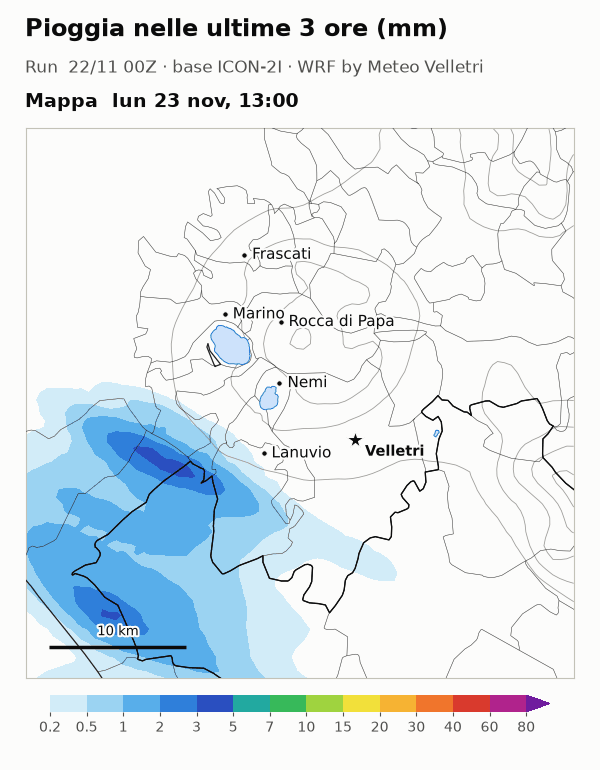 Pioggia nelle ultime 3 ore (mm)
Run  22/11 00Z · base ICON-2I · WRF by Meteo Velletri
Mappa  lun 23 nov, 13:00
Frascati
Marino
Rocca di Papa
Nemi
Velletri
Lanuvio
10 km
0.2 0.5 1 2 3 5 7 10 15 20 30 40 60 80